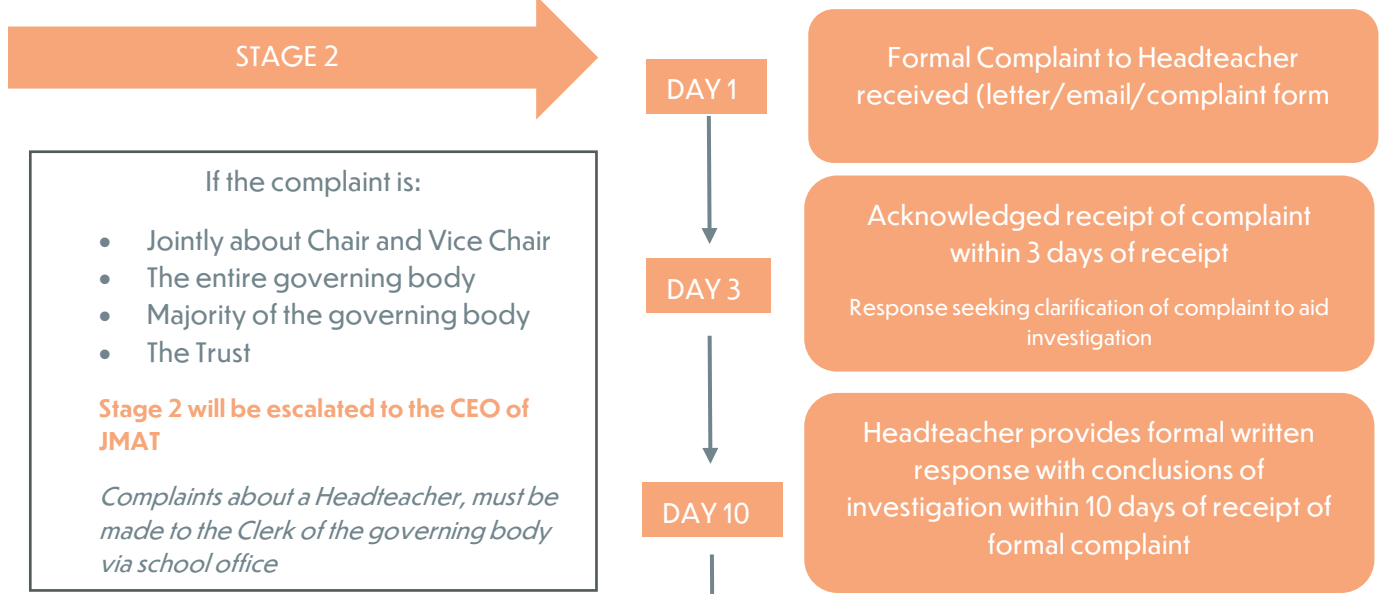 STAGE 2
If the complaint is:
• Jointly about Chair and Vice Chair
• The entire governing body
• Majority of the governing body
• The Trust
Stage 2 will be escalated to the CEO of
JMAT
Complaints about a Headteacher, must be
made to the Clerk of the governing body
via school office
DAY 1
Formal Complaint to Headteacher
received (letter/email/complaint form
DAY 3
Acknowledged receipt of complaint
within 3 days of receipt
Response seeking clarification of complaint to aid
investigation
DAY 10
Headteacher provides formal written
response with conclusions of
investigation within 10 days of receipt of
formal complaint